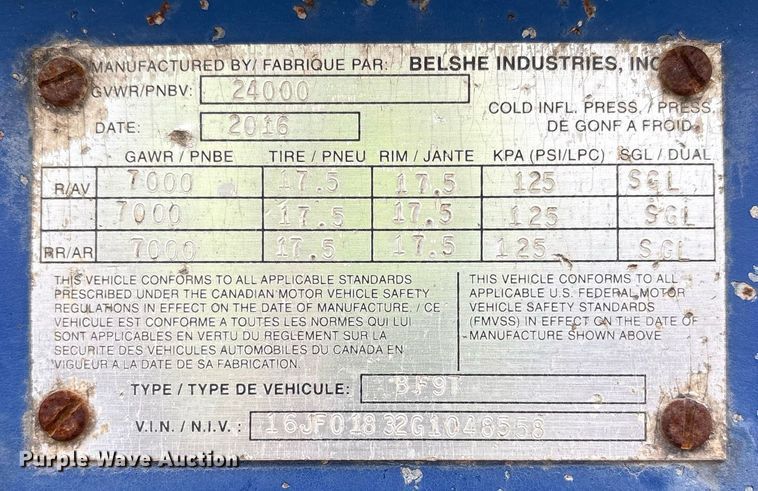 MANUFACTURED BY/ FABRIQUE PAR: BELSHE INDUSTRIES, INC
GVWR/PNBV: 24000
COLD INFL. PRESS. / PRESS.
DE GONF A FROID
DATE: 2016
GAWR / PNBE TIRE / PNEU RIM / JANTE KPA (PSI/LPC) SGL / DUAL
R/AV 7000 17.5 17.5 125 SGL
7000 17.5 17.5 125 SGL
RR/AR 7000 17.5 17.5 125 SGL
THIS VEHICLE CONFORMS TO ALL APPLICABLE STANDARDS
PRESCRIBED UNDER THE CANADIAN MOTOR VEHICLE SAFETY
REGULATIONS IN EFFECT ON THE DATE OF MANUFACTURE. / CE
VEHICULE EST CONFORME A TOUTES LES NORMES QUI LUI
SONT APPLICABLES EN VERTU DU REGLEMENT SUR LA
SECURITE DES VEHICULES AUTOMOBILES DU CANADA EN
VIGUEUR A LA DATE DE SA FABRICATION.
THIS VEHICLE CONFORMS TO ALL
APPLICABLE U.S. FEDERAL MOTOR
VEHICLE SAFETY STANDARDS
(FMVSS) IN EFFECT ON THE DATE OF
MANUFACTURE SHOWN ABOVE
TYPE / TYPE DE VEHICULE: BF9T
V.I.N. / N.I.V. : 16JF01832G1048558
Purple Wave Auction